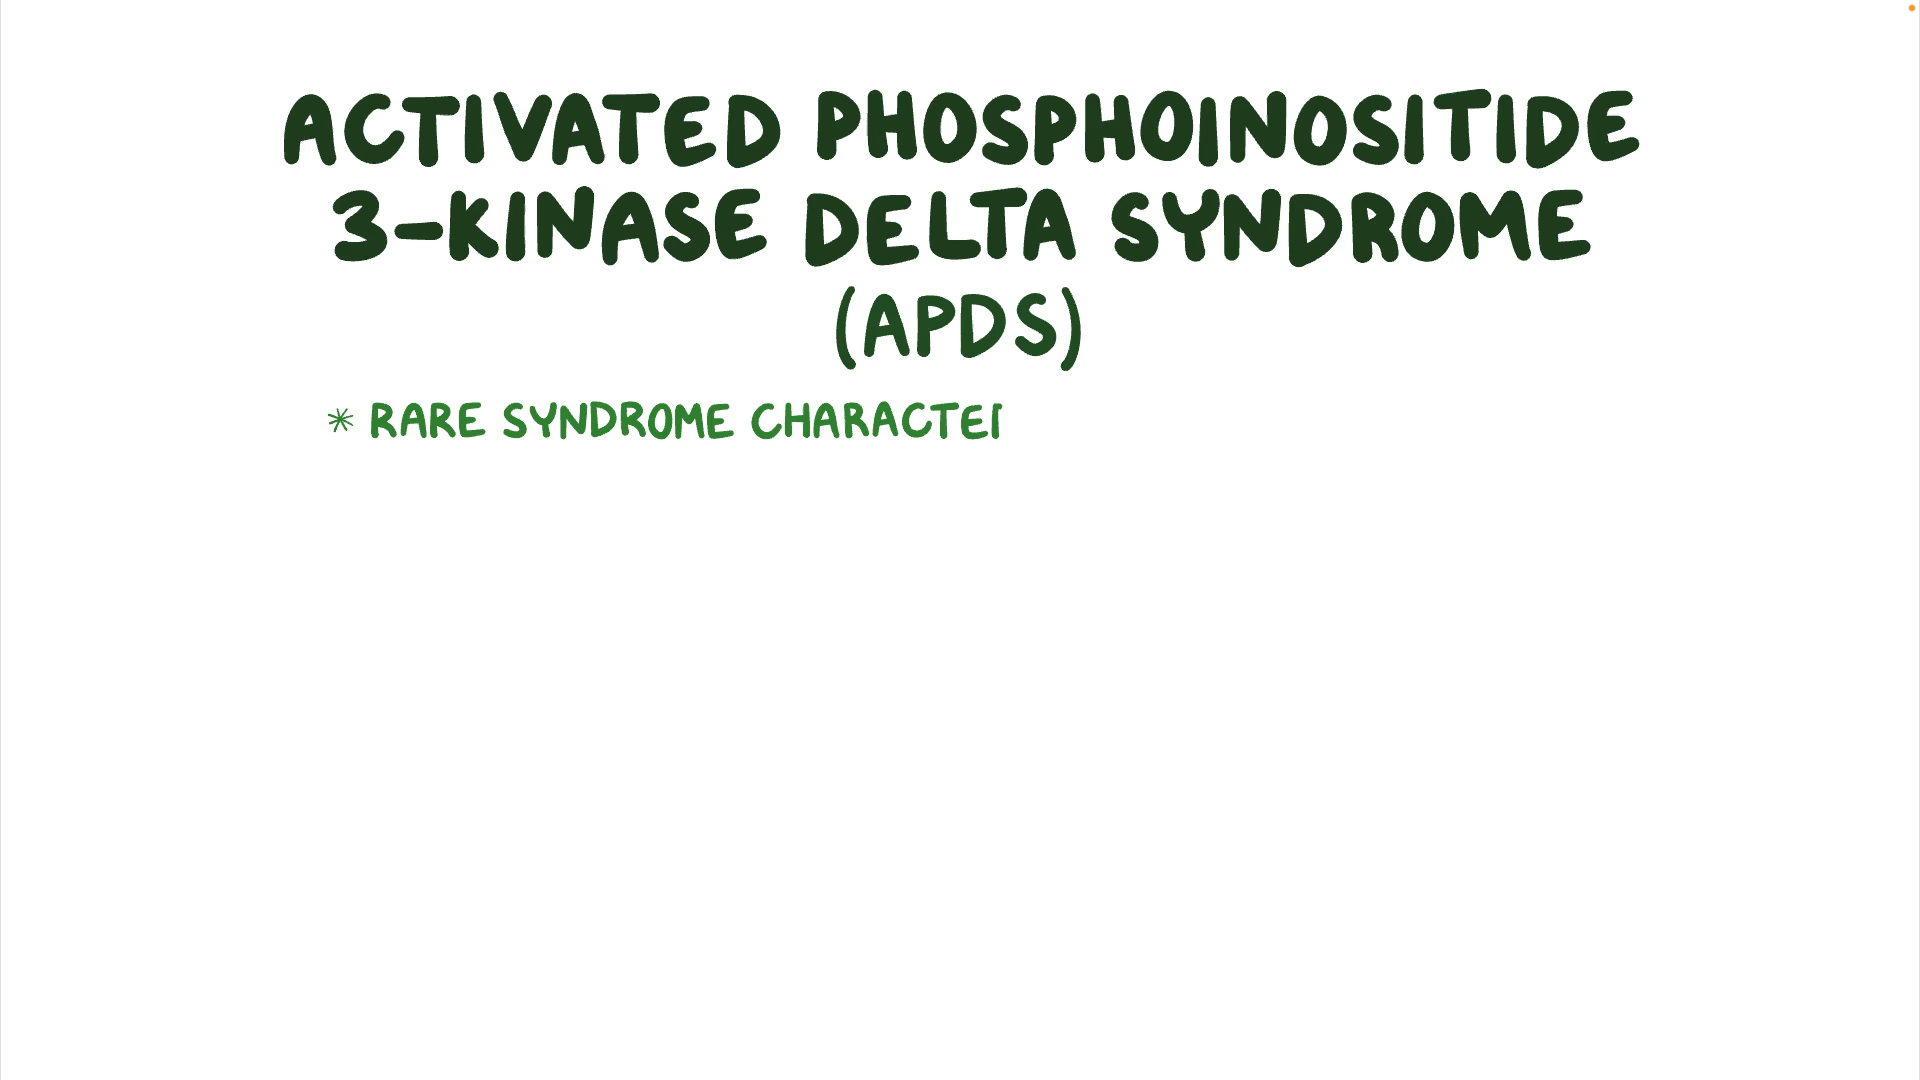 ACTIVATED PHOSPHOINOSITIDE
3-KINASE DELTA SYNDROME
(APDS)
* RARE SYNDROME